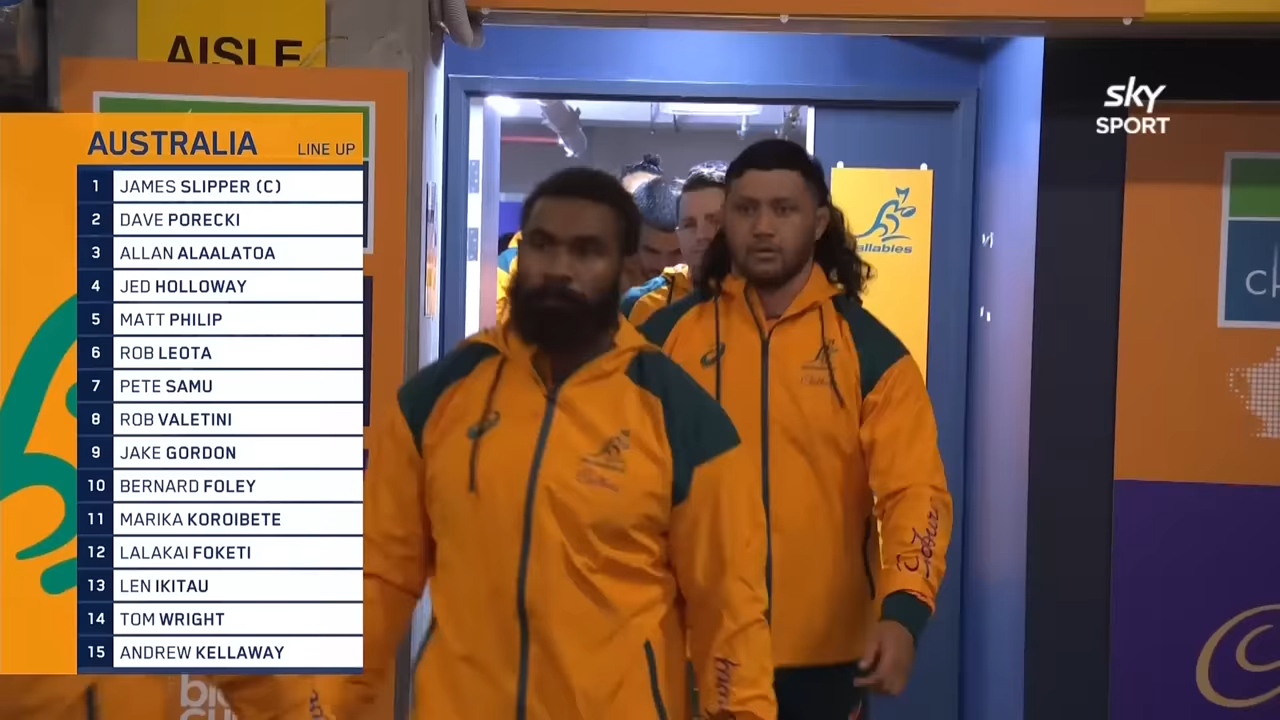 AISLE
AUSTRALIA LINE UP
1 JAMES SLIPPER (C)
2 DAVE PORECKI
3 ALLAN ALAALATOA
4 JED HOLLOWAY
5 MATT PHILIP
6 ROB LEOTA
7 PETE SAMU
8 ROB VALETINI
9 JAKE GORDON
10 BERNARD FOLEY
11 MARIKA KOROIBETE
12 LALAKAI FOKETI
13 LEN IKITAU
14 TOM WRIGHT
15 ANDREW KELLAWAY
sky
SPORT
allables